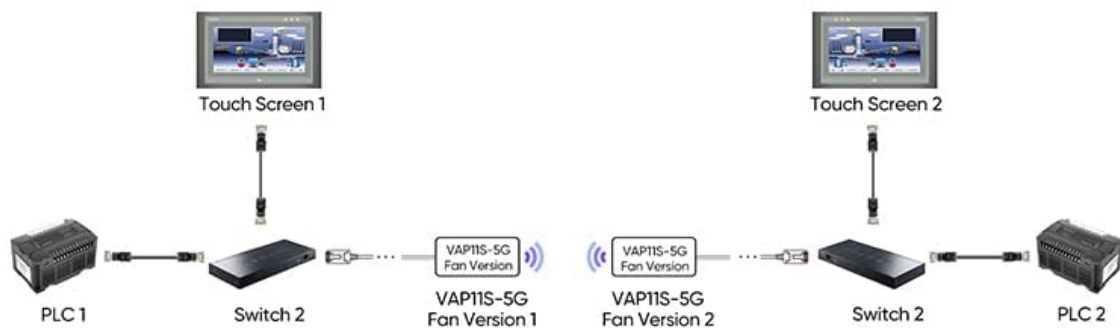 Touch Screen 1
Touch Screen 2
VAP11S-5G
Fan Version
VAP11S-5G
Fan Version
PLC 1
Switch 2
VAP11S-5G
Fan Version 1
VAP11S-5G
Fan Version 2
Switch 2
PLC 2